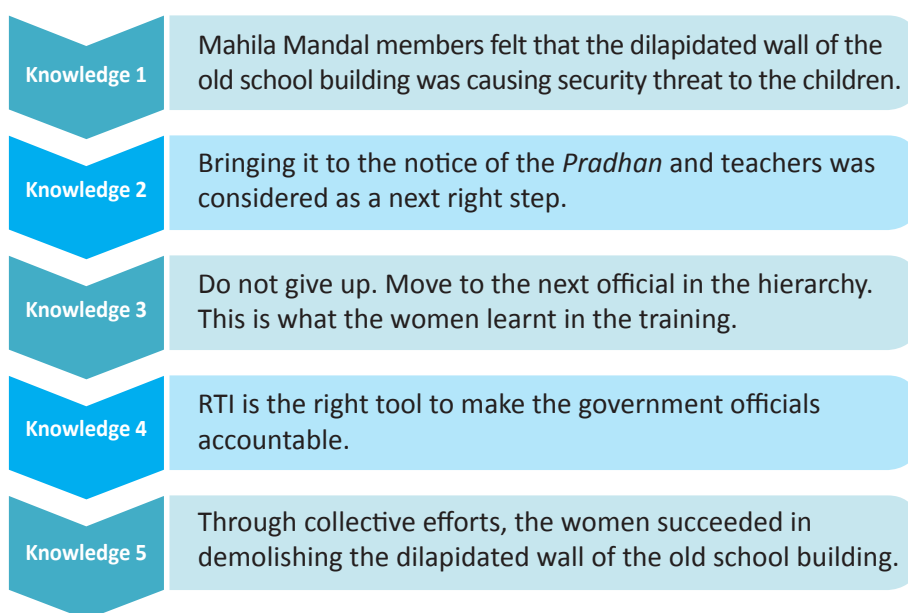 Knowledge 1
Mahila Mandal members felt that the dilapidated wall of the
old school building was causing security threat to the children.
Knowledge 2
Bringing it to the notice of the Pradhan and teachers was
considered as a next right step.
Knowledge 3
Do not give up. Move to the next official in the hierarchy.
This is what the women learnt in the training.
Knowledge 4
RTI is the right tool to make the government officials
accountable.
Knowledge 5
Through collective efforts, the women succeeded in
demolishing the dilapidated wall of the old school building.